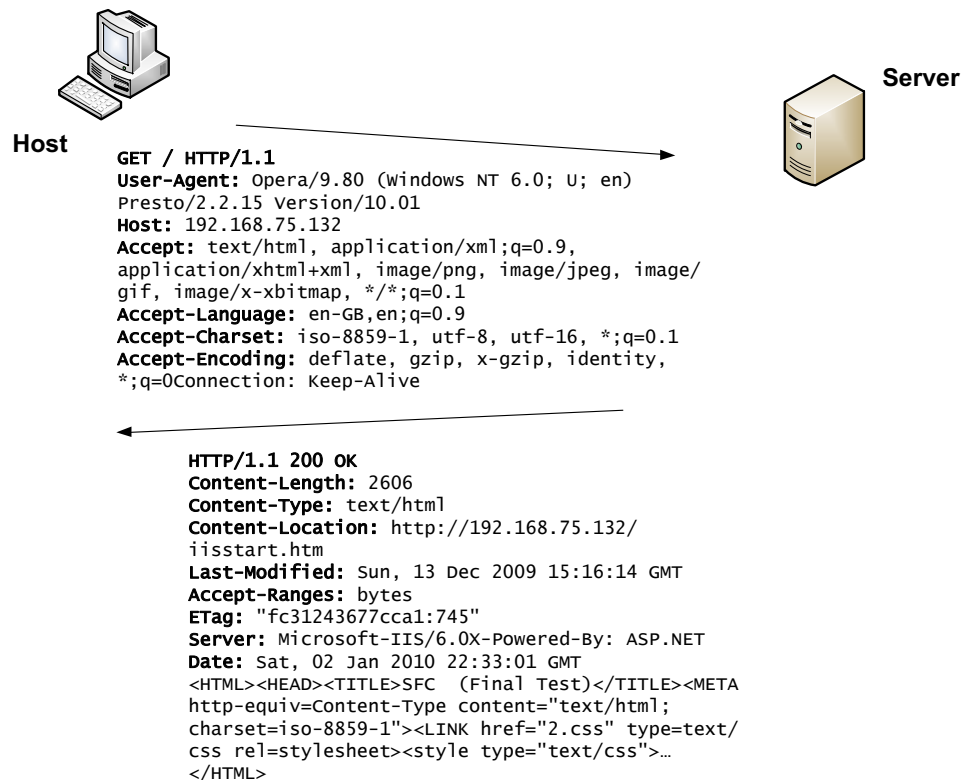 Server
Host
GET / HTTP/1.1
User-Agent: Opera/9.80 (Windows NT 6.0; U; en)
Presto/2.2.15 Version/10.01
Host: 192.168.75.132
Accept: text/html, application/xml;q=0.9,
application/xhtml+xml, image/png, image/jpeg, image/
gif, image/x-xbitmap, */*;q=0.1
Accept-Language: en-GB,en;q=0.9
Accept-Charset: iso-8859-1, utf-8, utf-16, *;q=0.1
Accept-Encoding: deflate, gzip, x-gzip, identity,
*;q=0Connection: Keep-Alive
HTTP/1.1 200 OK
Content-Length: 2606
Content-Type: text/html
Content-Location: http://192.168.75.132/
iisstart.htm
Last-Modified: Sun, 13 Dec 2009 15:16:14 GMT
Accept-Ranges: bytes
ETag: "fc31243677cca1:745"
Server: Microsoft-IIS/6.0X-Powered-By: ASP.NET
Date: Sat, 02 Jan 2010 22:33:01 GMT
<HTML><HEAD><TITLE>SFC  (Final Test)</TITLE><META
http-equiv=Content-Type content="text/html;
charset=iso-8859-1"><LINK href="2.css" type=text/
css rel=stylesheet><style type="text/css">…
</HTML>